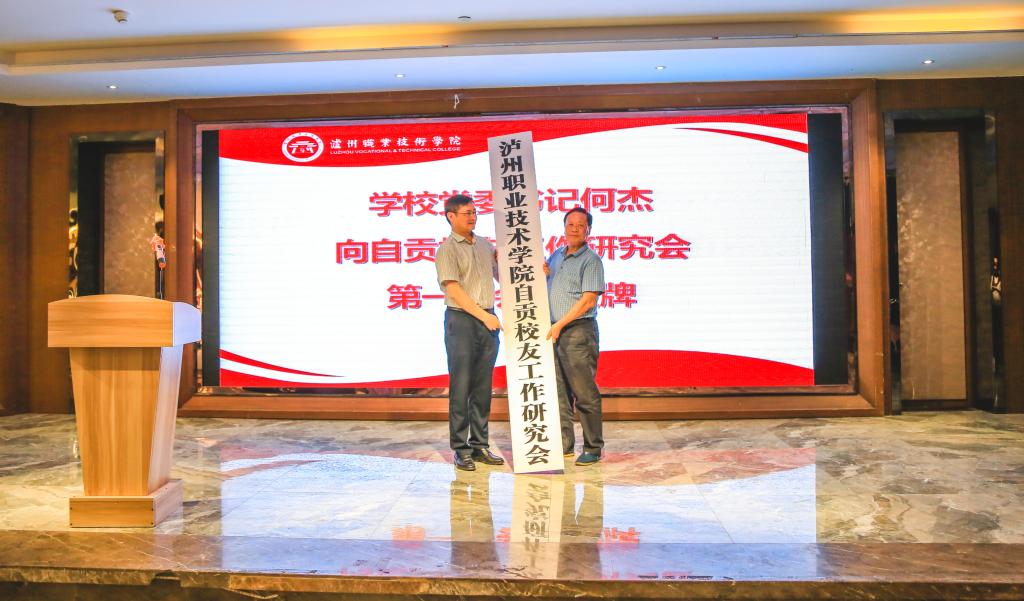 瀘州職業技術學院
LUZHOU VOCATIONAL & TECHNICAL COLLEGE
学校党委书记何杰
向自贡 作研究会
第一 牌
泸州职业技术学院自贡校友工作研究会